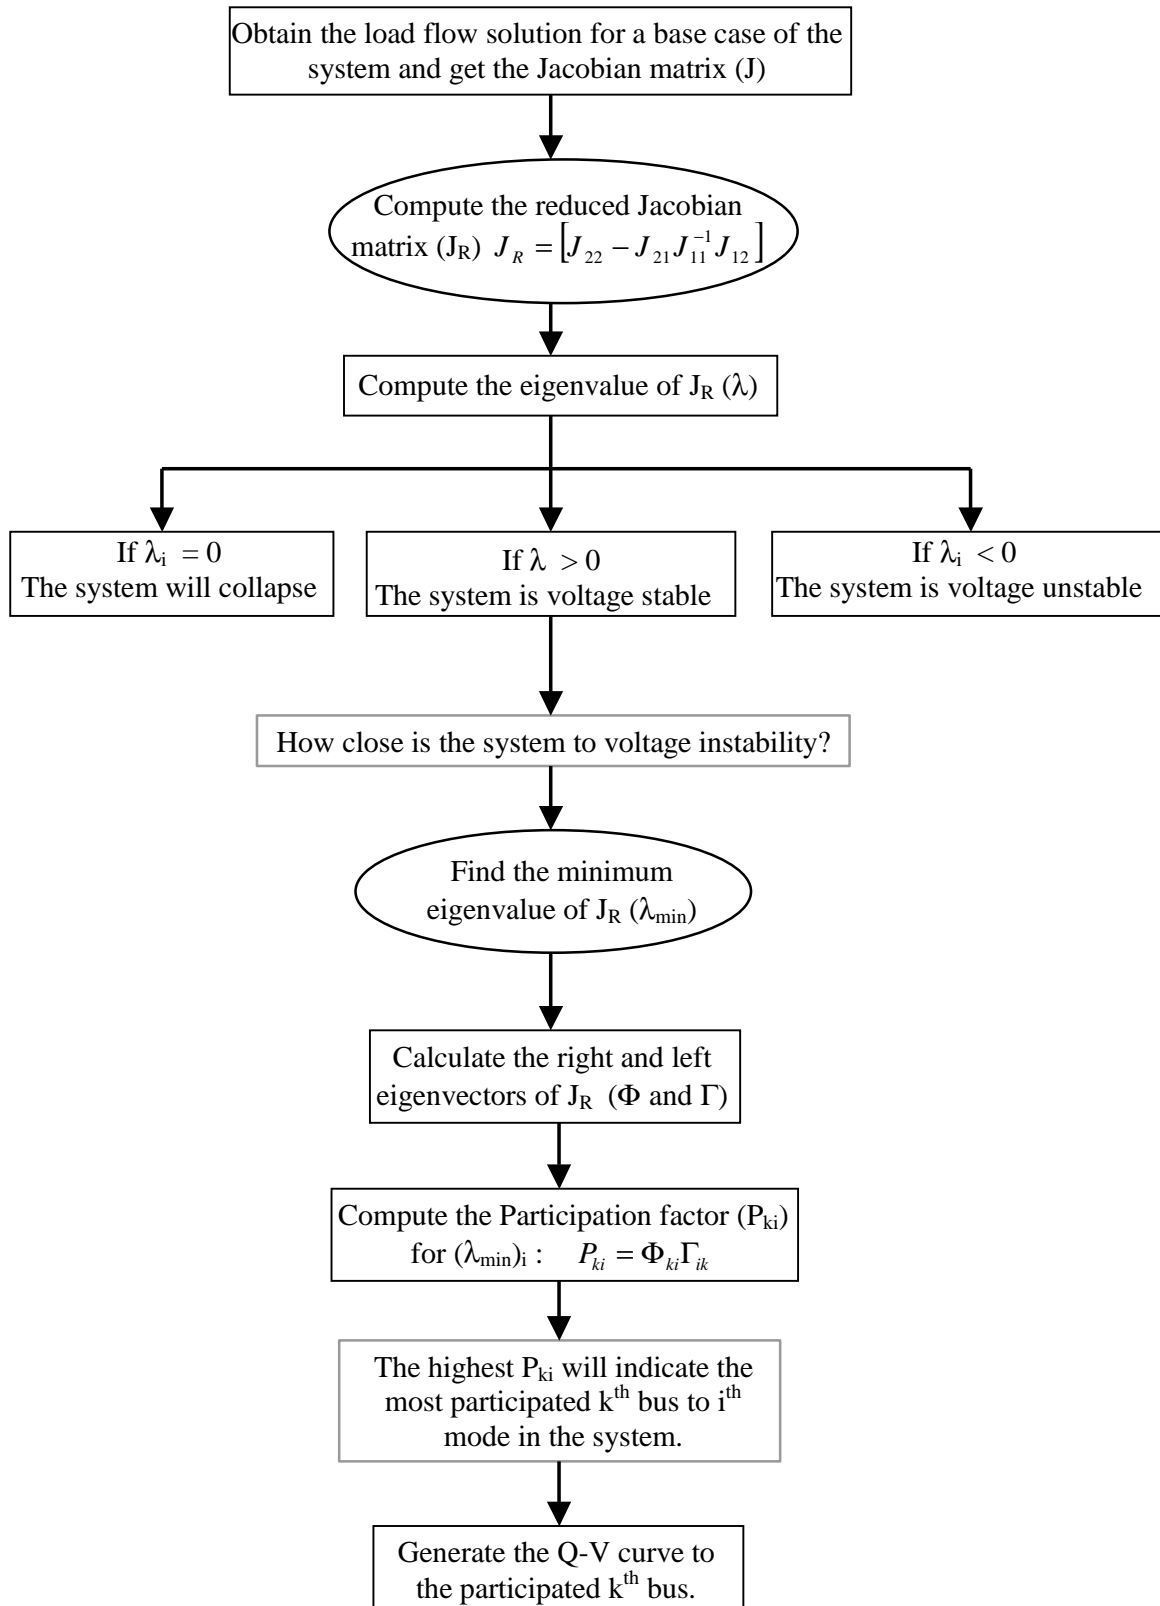 Obtain the load flow solution for a base case of the
system and get the Jacobian matrix (J)
Compute the reduced Jacobian
matrix (J_R) J_R = [J_22 − J_21 J_11^−1 J_12]
Compute the eigenvalue of J_R (λ)
If λ_i = 0
The system will collapse
If λ > 0
The system is voltage stable
If λ_i < 0
The system is voltage unstable
How close is the system to voltage instability?
Find the minimum
eigenvalue of J_R (λ_min)
Calculate the right and left
eigenvectors of J_R (Φ and Γ)
Compute the Participation factor (P_ki)
for (λ_min)_i : P_ki = Φ_ki Γ_ik
The highest P_ki will indicate the
most participated k^th bus to i^th
mode in the system.
Generate the Q-V curve to
the participated k^th bus.